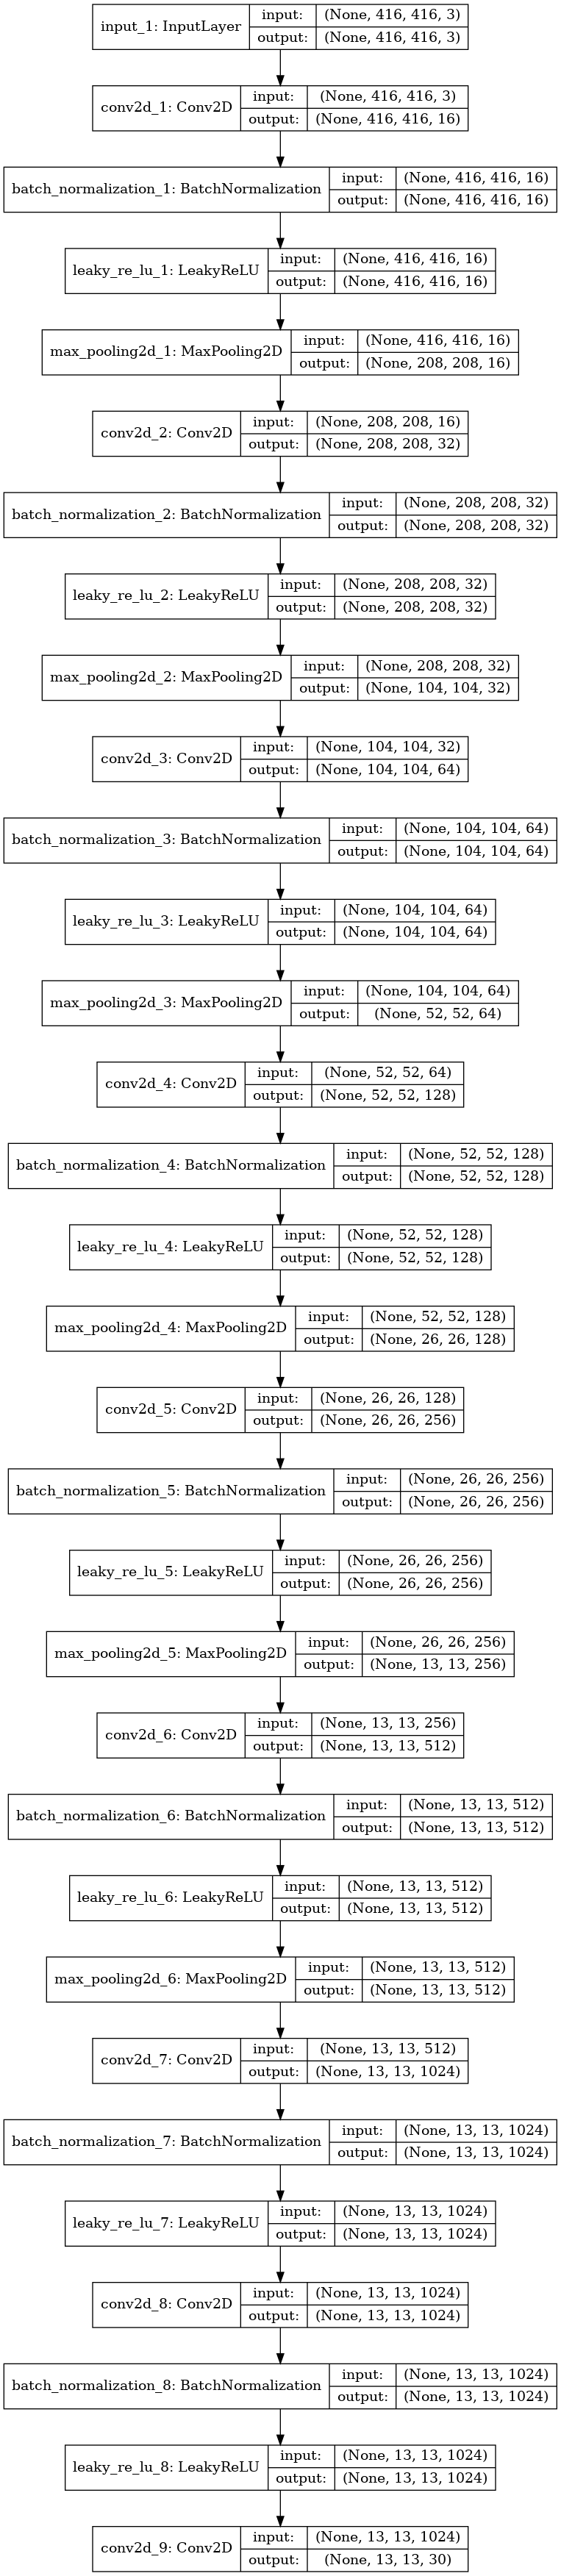 input_1: InputLayer
input: (None, 416, 416, 3)
output: (None, 416, 416, 3)
conv2d_1: Conv2D
input: (None, 416, 416, 3)
output: (None, 416, 416, 16)
batch_normalization_1: BatchNormalization
input: (None, 416, 416, 16)
output: (None, 416, 416, 16)
leaky_re_lu_1: LeakyReLU
input: (None, 416, 416, 16)
output: (None, 416, 416, 16)
max_pooling2d_1: MaxPooling2D
input: (None, 416, 416, 16)
output: (None, 208, 208, 16)
conv2d_2: Conv2D
input: (None, 208, 208, 16)
output: (None, 208, 208, 32)
batch_normalization_2: BatchNormalization
input: (None, 208, 208, 32)
output: (None, 208, 208, 32)
leaky_re_lu_2: LeakyReLU
input: (None, 208, 208, 32)
output: (None, 208, 208, 32)
max_pooling2d_2: MaxPooling2D
input: (None, 208, 208, 32)
output: (None, 104, 104, 32)
conv2d_3: Conv2D
input: (None, 104, 104, 32)
output: (None, 104, 104, 64)
batch_normalization_3: BatchNormalization
input: (None, 104, 104, 64)
output: (None, 104, 104, 64)
leaky_re_lu_3: LeakyReLU
input: (None, 104, 104, 64)
output: (None, 104, 104, 64)
max_pooling2d_3: MaxPooling2D
input: (None, 104, 104, 64)
output: (None, 52, 52, 64)
conv2d_4: Conv2D
input: (None, 52, 52, 64)
output: (None, 52, 52, 128)
batch_normalization_4: BatchNormalization
input: (None, 52, 52, 128)
output: (None, 52, 52, 128)
leaky_re_lu_4: LeakyReLU
input: (None, 52, 52, 128)
output: (None, 52, 52, 128)
max_pooling2d_4: MaxPooling2D
input: (None, 52, 52, 128)
output: (None, 26, 26, 128)
conv2d_5: Conv2D
input: (None, 26, 26, 128)
output: (None, 26, 26, 256)
batch_normalization_5: BatchNormalization
input: (None, 26, 26, 256)
output: (None, 26, 26, 256)
leaky_re_lu_5: LeakyReLU
input: (None, 26, 26, 256)
output: (None, 26, 26, 256)
max_pooling2d_5: MaxPooling2D
input: (None, 26, 26, 256)
output: (None, 13, 13, 256)
conv2d_6: Conv2D
input: (None, 13, 13, 256)
output: (None, 13, 13, 512)
batch_normalization_6: BatchNormalization
input: (None, 13, 13, 512)
output: (None, 13, 13, 512)
leaky_re_lu_6: LeakyReLU
input: (None, 13, 13, 512)
output: (None, 13, 13, 512)
max_pooling2d_6: MaxPooling2D
input: (None, 13, 13, 512)
output: (None, 13, 13, 512)
conv2d_7: Conv2D
input: (None, 13, 13, 512)
output: (None, 13, 13, 1024)
batch_normalization_7: BatchNormalization
input: (None, 13, 13, 1024)
output: (None, 13, 13, 1024)
leaky_re_lu_7: LeakyReLU
input: (None, 13, 13, 1024)
output: (None, 13, 13, 1024)
conv2d_8: Conv2D
input: (None, 13, 13, 1024)
output: (None, 13, 13, 1024)
batch_normalization_8: BatchNormalization
input: (None, 13, 13, 1024)
output: (None, 13, 13, 1024)
leaky_re_lu_8: LeakyReLU
input: (None, 13, 13, 1024)
output: (None, 13, 13, 1024)
conv2d_9: Conv2D
input: (None, 13, 13, 1024)
output: (None, 13, 13, 30)